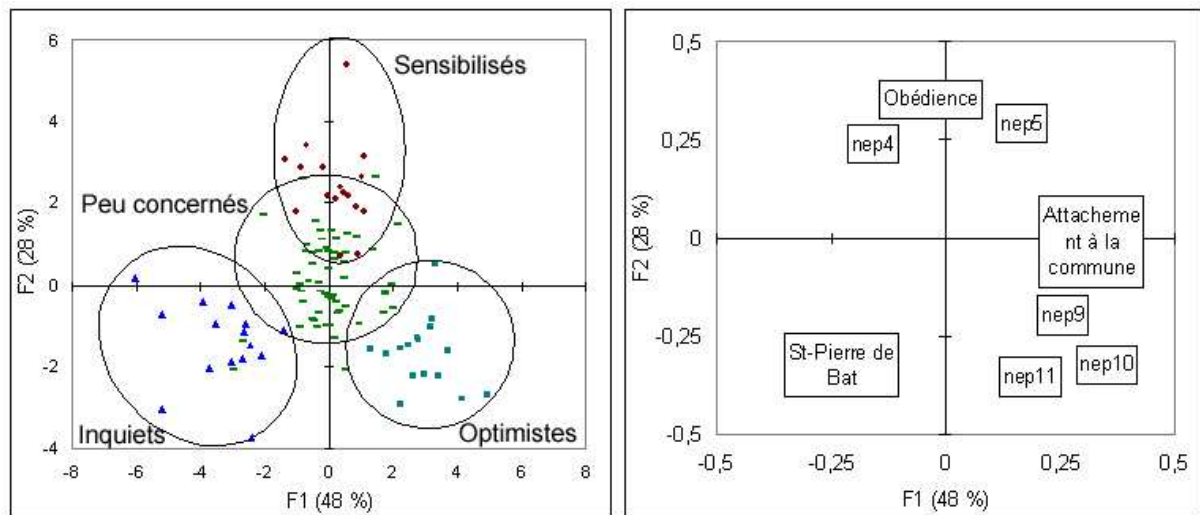 6
4
2
0
-2
-4
-8
-6
-4
-2
0
2
4
6
8
F2 (28 %)
F1 (48 %)
Sensibilisés
Peu concernés
Inquiets
Optimistes
0,5
0,25
0
-0,25
-0,5
-0,5
-0,25
0
0,25
0,5
F2 (28 %)
F1 (48 %)
Obédience
nep5
nep4
Attacheme
nt à la
commune
nep9
St-Pierre de
Bat
nep10
nep11